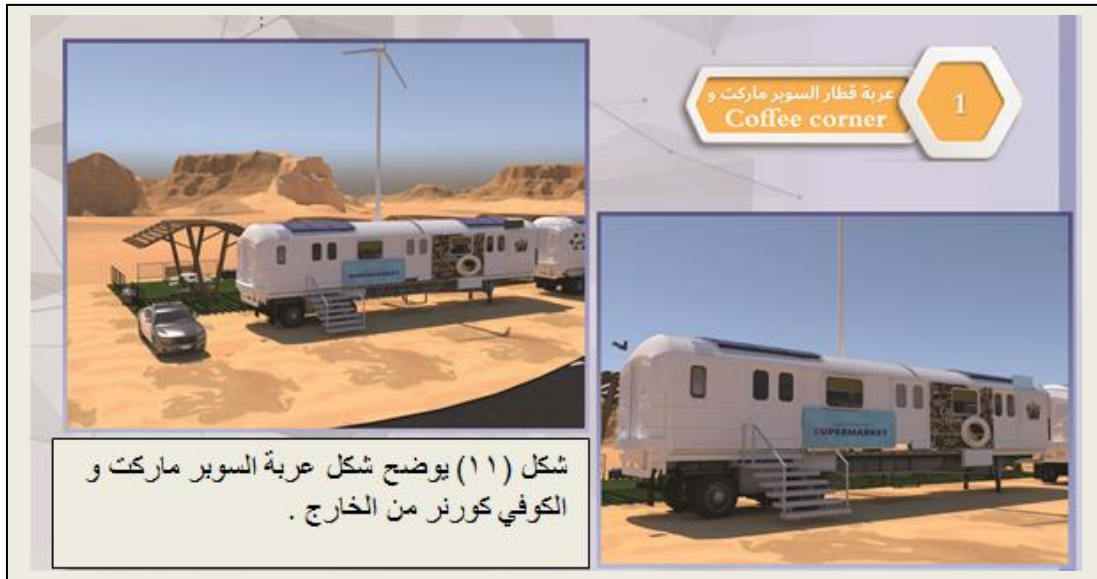 عربة قطار السوبر ماركت و
Coffee corner
1
SUPERMARKET
SUPERMARKET
شكل (١١) يوضح شكل عربة السوبر ماركت و
الكوفي كورنر من الخارج .